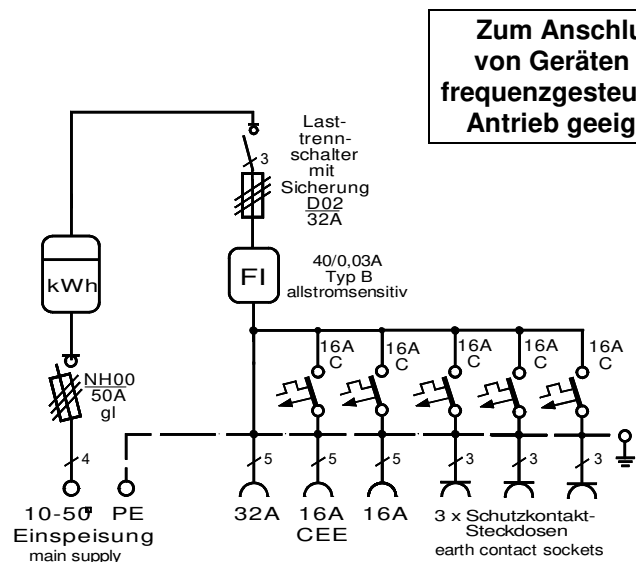 Zum Anschlu
von Geräten
frequenzgesteu
Antrieb geeig
Last-
trenn-
schalter
mit
Sicherung
D02
32A
3
kWh
FI
40/0,03A
Typ B
allstromsensitiv
16A
C
16A
C
16A
C
16A
C
16A
C
NH00
50A
gl
4
5
5
5
3
3
3
10-50 PE
Einspeisung
main supply
32A
16A
CEE
16A
3 x Schutzkontakt-
Steckdosen
earth contact sockets